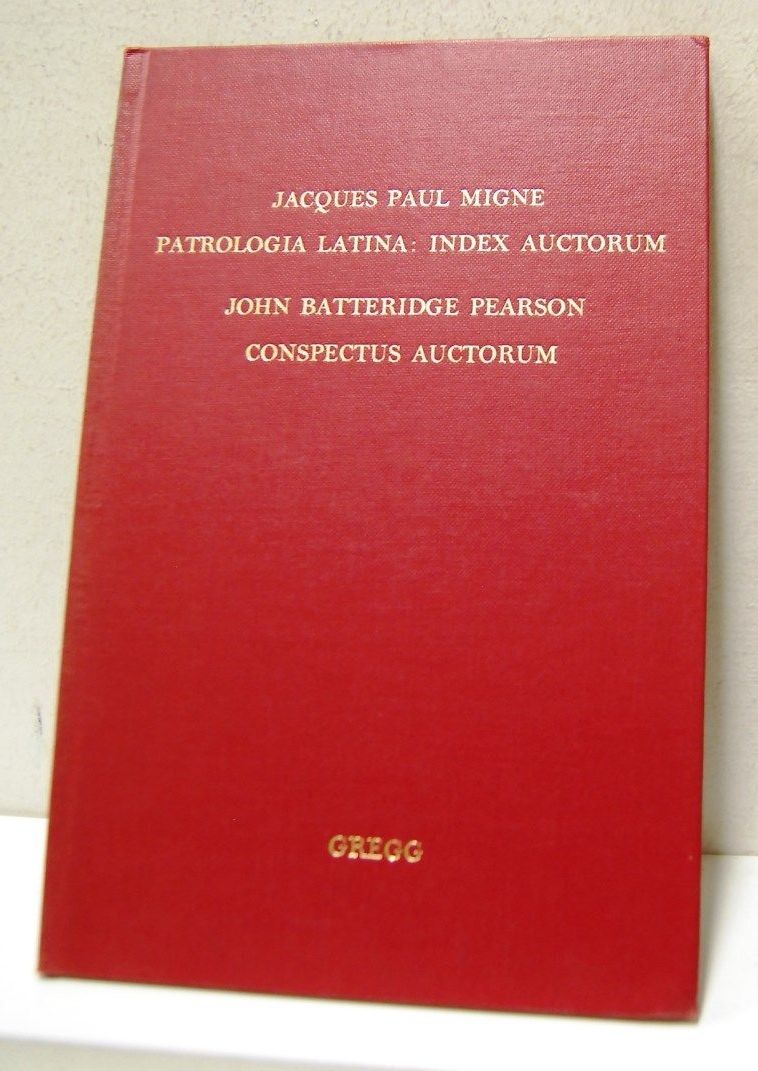 JACQUES PAUL MIGNE
PATROLOGIA LATINA: INDEX AUCTORUM
JOHN BATTERIDGE PEARSON
CONSPECTUS AUCTORUM
GREGG